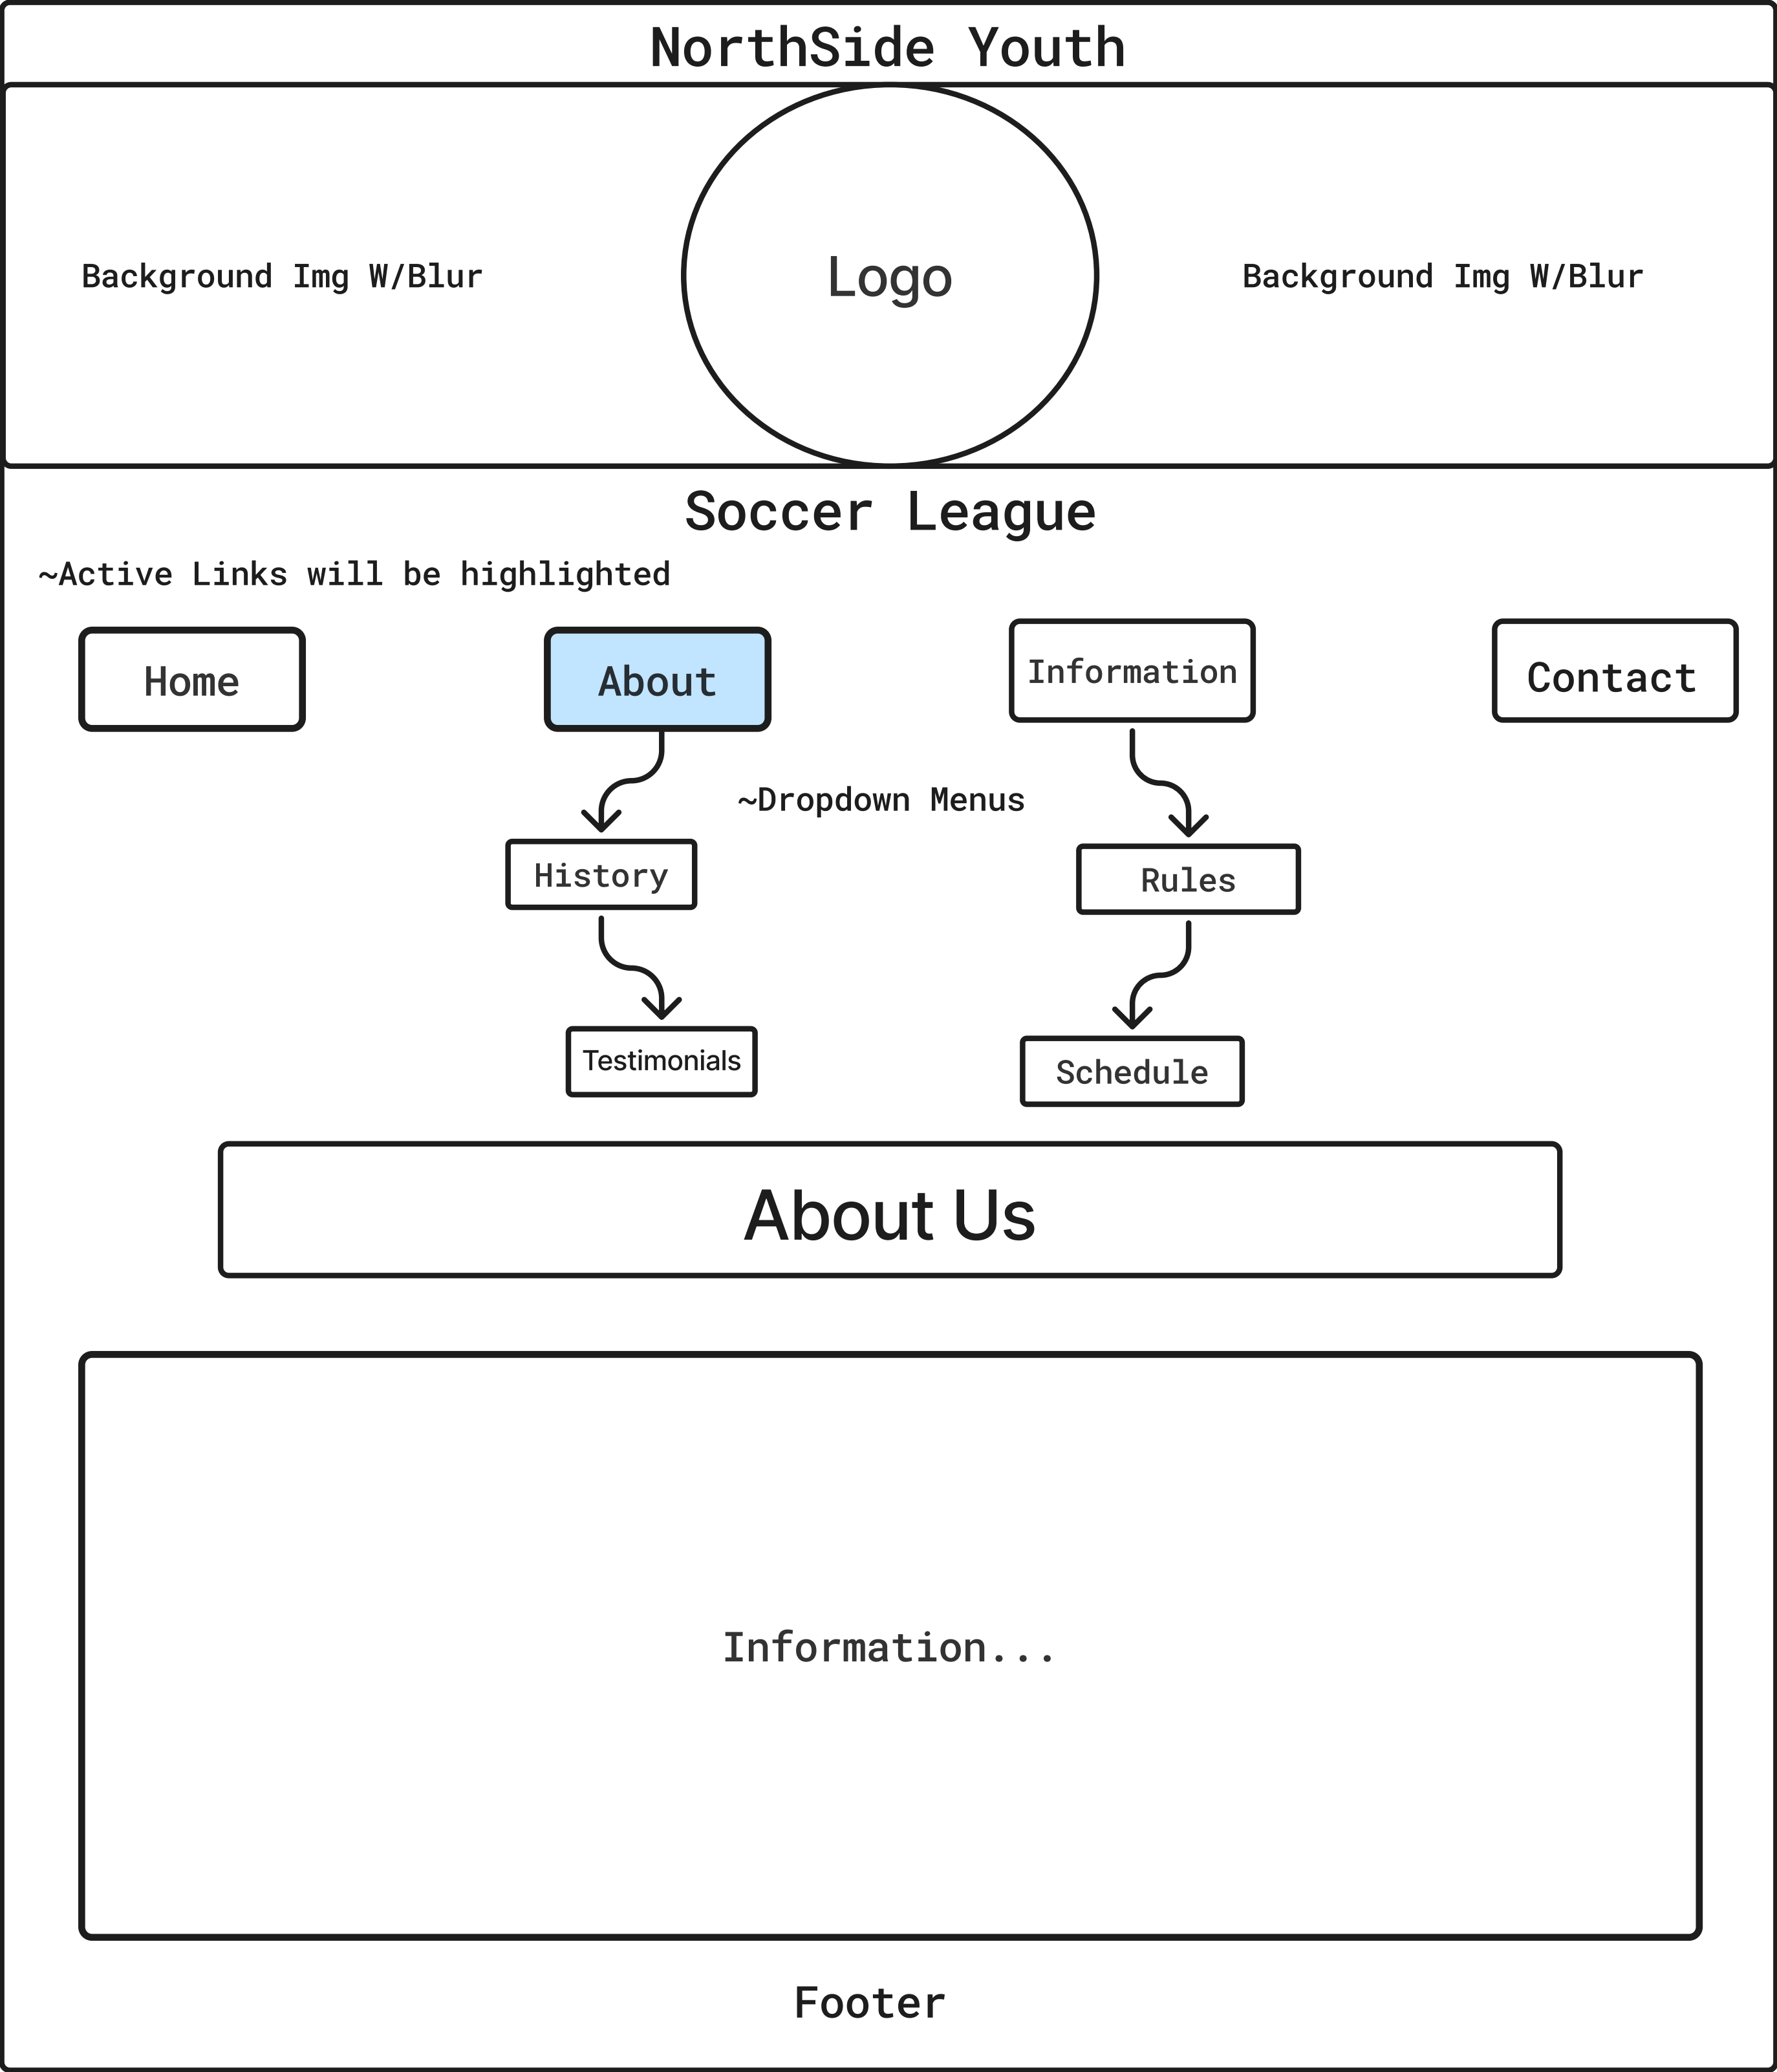 NorthSide Youth
Background Img W/Blur
Logo
Background Img W/Blur
Soccer League
~Active Links will be highlighted
Home
About
Information
Contact
~Dropdown Menus
History
Rules
Testimonials
Schedule
About Us
Information...
Footer